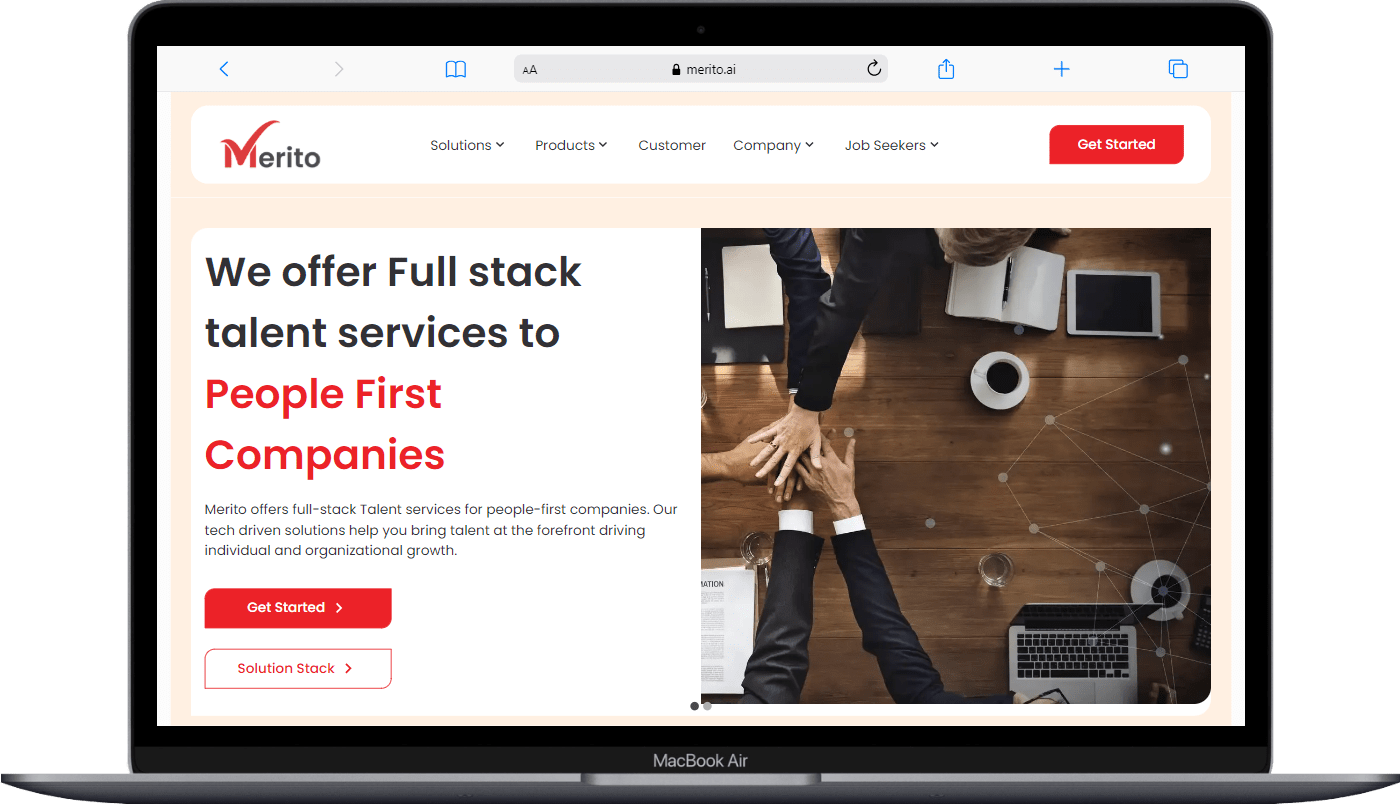 AA merito.ai
Merito
Solutions Products Customer Company Job Seekers
Get Started
We offer Full stack
talent services to
People First
Companies
Merito offers full-stack Talent services for people-first companies. Our
tech driven solutions help you bring talent at the forefront driving
individual and organizational growth.
Get Started
Solution Stack
MATION
MacBook Air